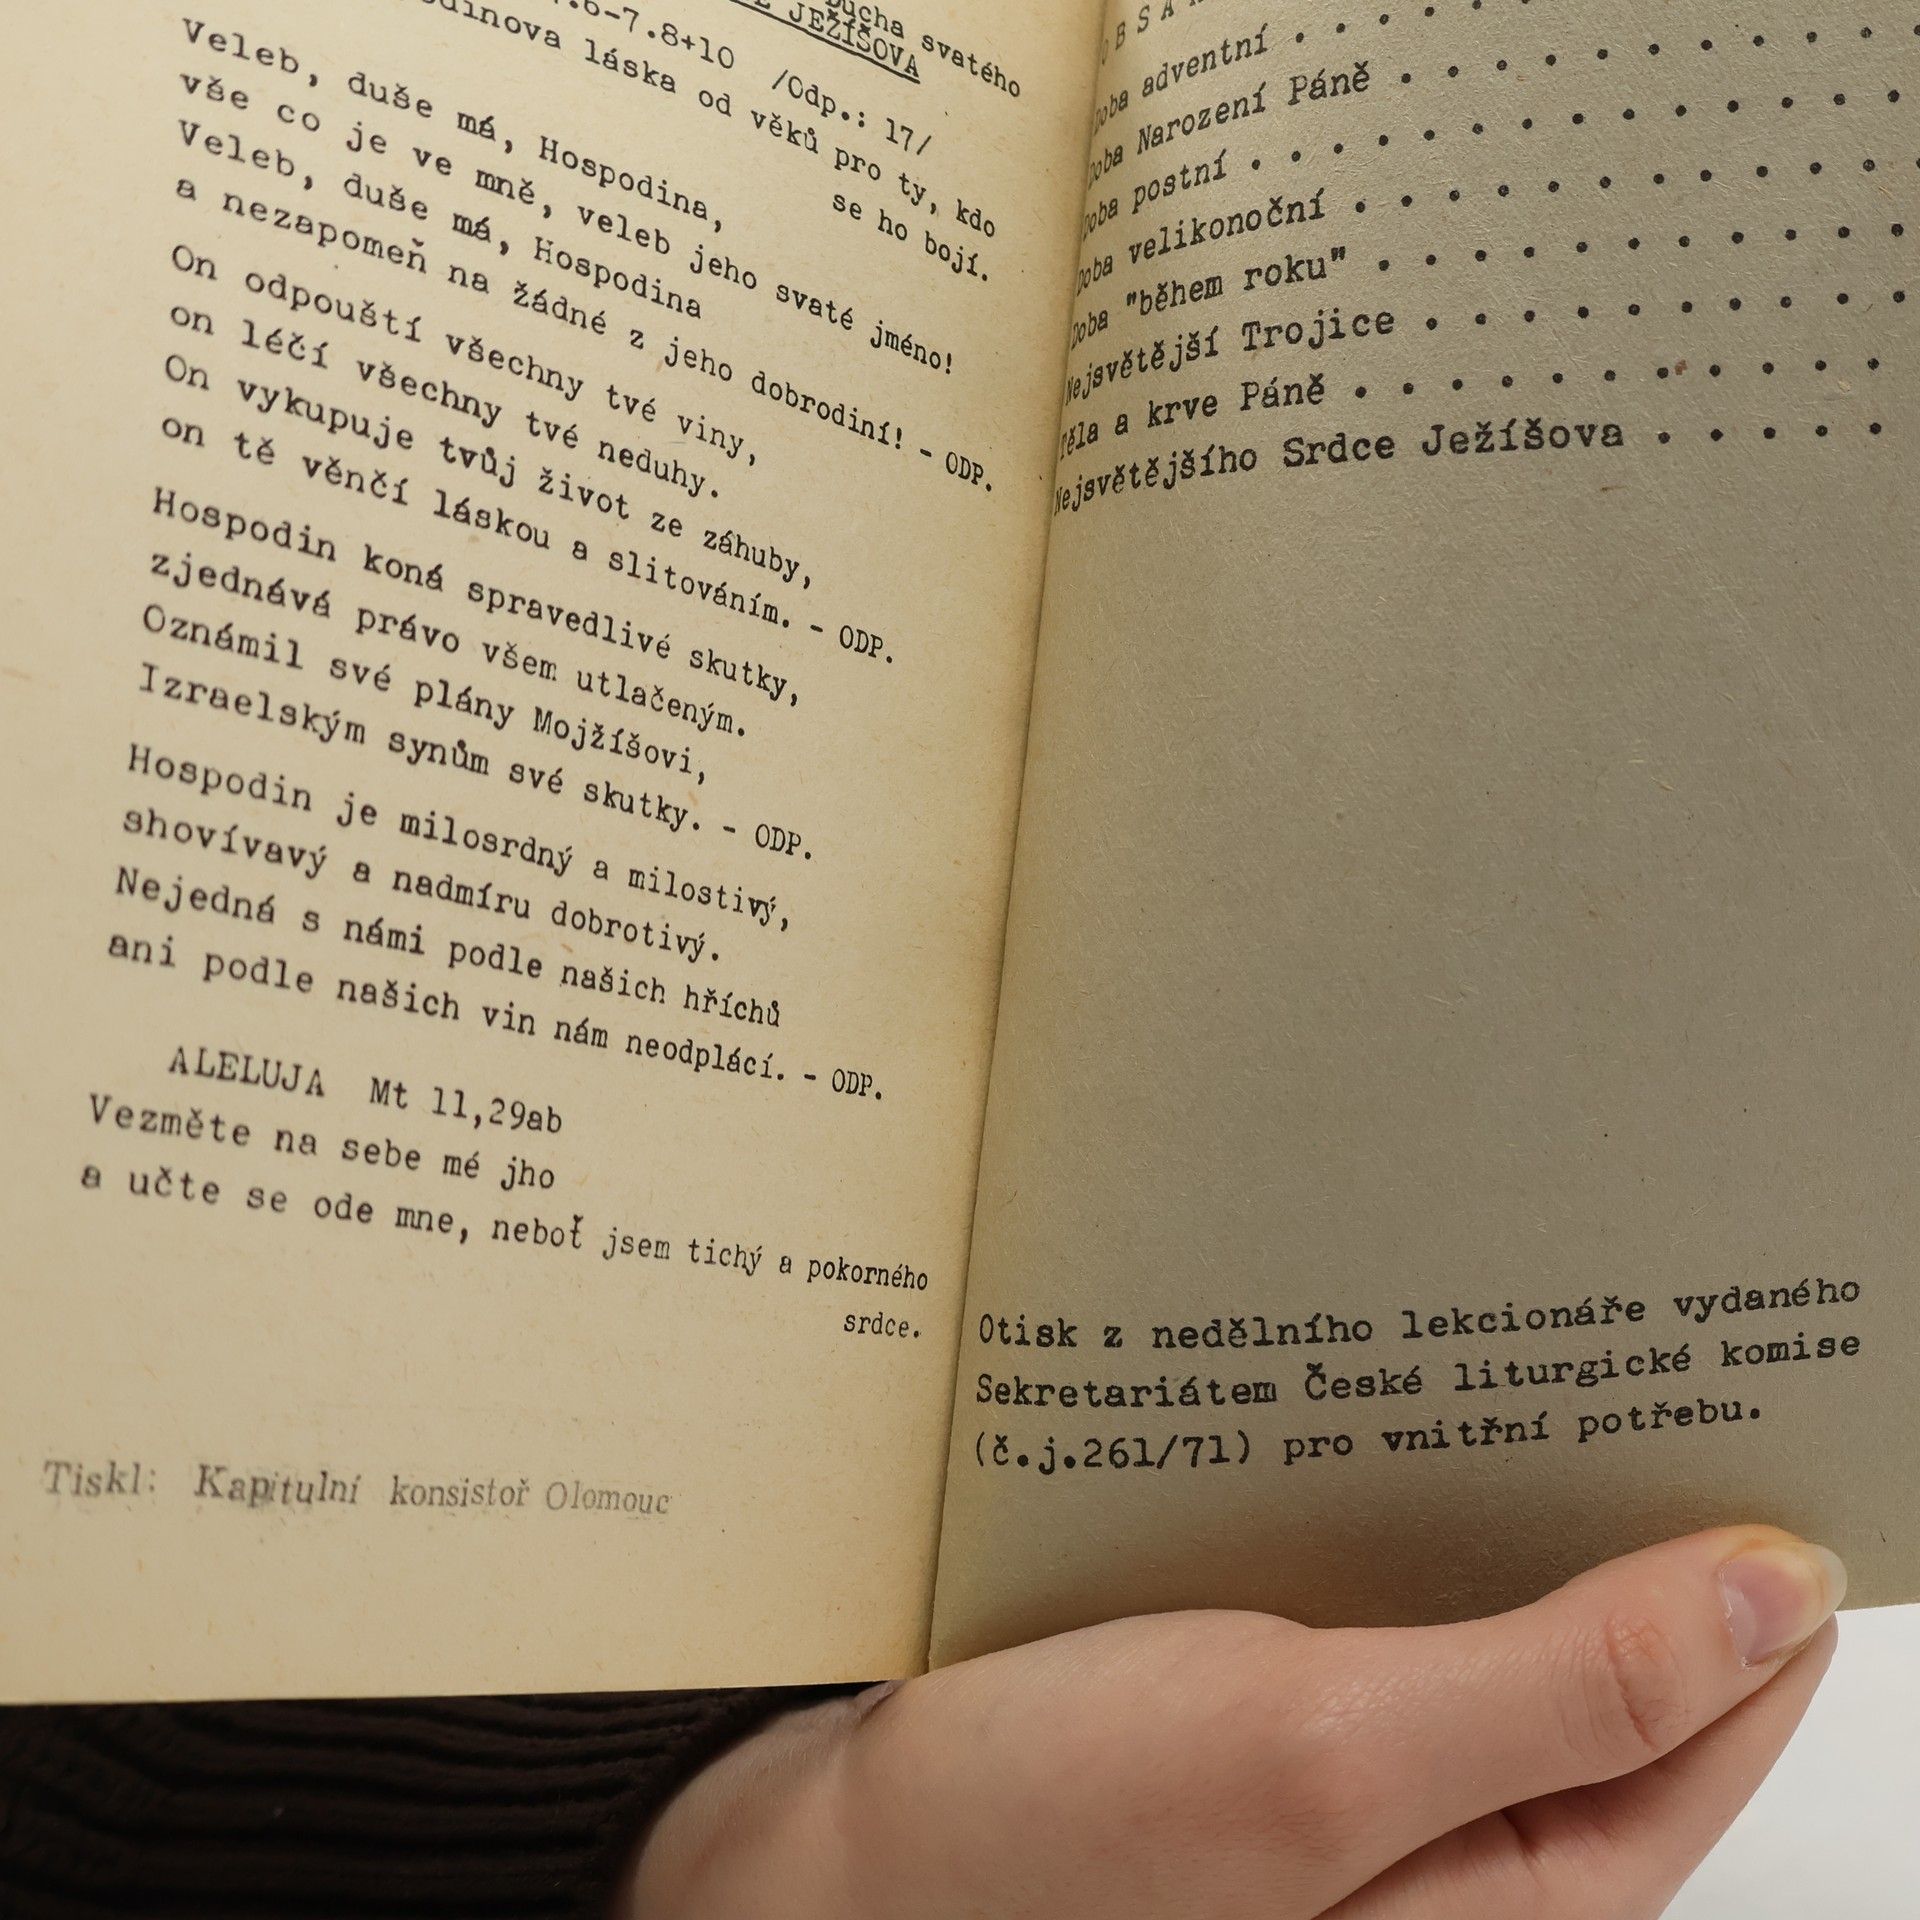 Ducha svatého
JEŽÍŠOVA
.6-7.8+10 /Odp.: 17/
láska od věků pro ty, kdo
se ho bojí.
Veleb, duše má, Hospodina,
vše co je ve mně, veleb jeho svaté jméno!
Veleb, duše má, Hospodina
a nezapomeň na žádné z jeho dobrodiní! - ODP.
On odpouští všechny tvé viny,
on léčí všechny tvé neduhy.
On vykupuje tvůj život ze záhuby,
on tě věnčí láskou a slitováním. - ODP.
Hospodin koná spravedlivé skutky,
zjednává právo všem utlačeným.
Oznámil své plány Mojžíšovi,
Izraelským synům své skutky. - ODP.
Hospodin je milosrdný a milostivý,
shovívavý a nadmíru dobrotivý.
Nejedná s námi podle našich hříchů
ani podle našich vin nám neodplácí. - ODP.
ALELUJA Mt 11,29ab
Vezměte na sebe mé jho
a učte se ode mne, neboť jsem tichý a pokorného
srdce.
Tiskl: Kapitulní konsistoř Olomouc
Doba adventní . . . . .
Doba Narození Páně . . . . . . . . . . .
Doba postní . . . . . . . . . . . . .
Doba velikonoční . . . . . . . . . . . .
Doba "během roku" . . . . . . . . . . .
Nejsvětější Trojice . . . . . . . . . .
Těla a krve Páně . . . . . . . . . . .
Nejsvětějšího Srdce Ježíšova . . . . .
Otisk z nedělního lekcionáře vydaného
Sekretariátem České liturgické komise
(č.j.261/71) pro vnitřní potřebu.